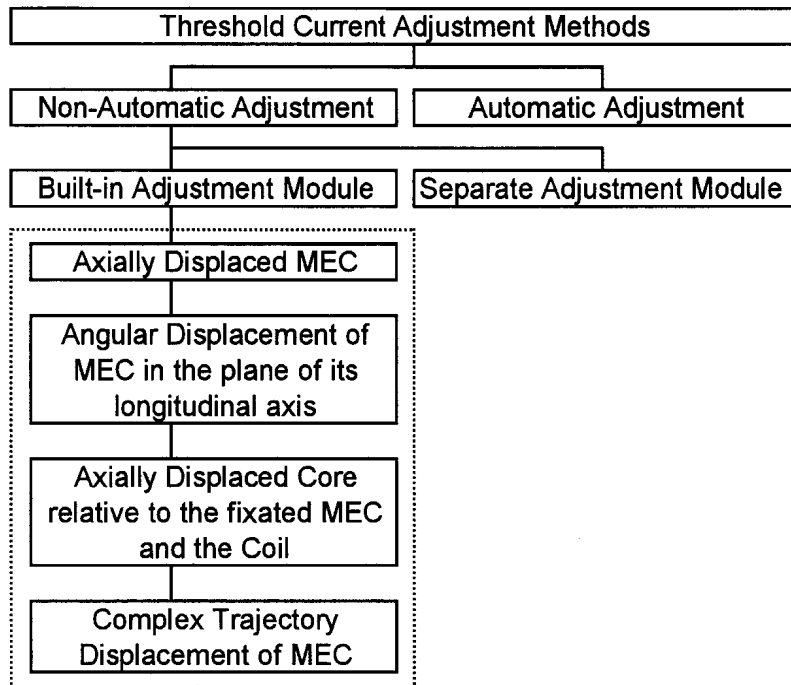 Threshold Current Adjustment Methods
Non-Automatic Adjustment
Automatic Adjustment
Built-in Adjustment Module
Separate Adjustment Module
Axially Displaced MEC
Angular Displacement of
MEC in the plane of its
longitudinal axis
Axially Displaced Core
relative to the fixated MEC
and the Coil
Complex Trajectory
Displacement of MEC